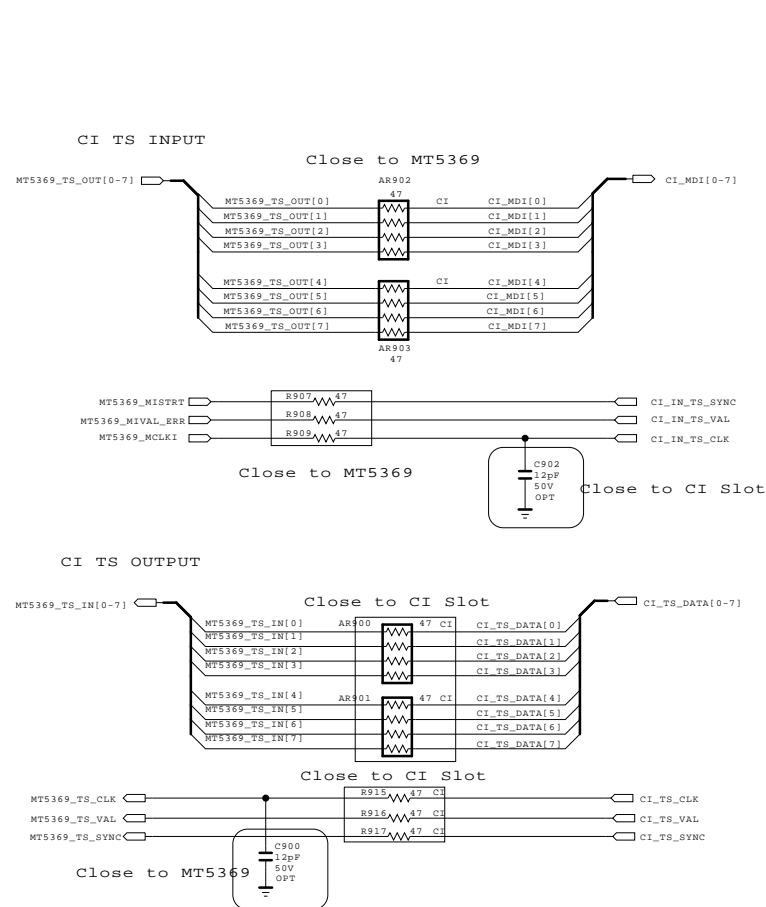 CI TS INPUT
Close to MT5369
MT5369_TS_OUT[0-7]
AR902
CI_MDI[0-7]
47
MT5369_TS_OUT[0] CI CI_MDI[0]
MT5369_TS_OUT[1] CI_MDI[1]
MT5369_TS_OUT[2] CI_MDI[2]
MT5369_TS_OUT[3] CI_MDI[3]
MT5369_TS_OUT[4] CI CI_MDI[4]
MT5369_TS_OUT[5] CI_MDI[5]
MT5369_TS_OUT[6] CI_MDI[6]
MT5369_TS_OUT[7] CI_MDI[7]
AR903
47
MT5369_MISTRT R907 47 CI_IN_TS_SYNC
MT5369_MIVAL_ERR R908 47 CI_IN_TS_VAL
MT5369_MCLKI R909 47 CI_IN_TS_CLK
Close to MT5369
C902
12pF
50V
OPT
Close to CI Slot
CI TS OUTPUT
Close to CI Slot
MT5369_TS_IN[0-7]
CI_TS_DATA[0-7]
MT5369_TS_IN[0] AR900 47 CI CI_TS_DATA[0]
MT5369_TS_IN[1] CI_TS_DATA[1]
MT5369_TS_IN[2] CI_TS_DATA[2]
MT5369_TS_IN[3] CI_TS_DATA[3]
MT5369_TS_IN[4] AR901 47 CI CI_TS_DATA[4]
MT5369_TS_IN[5] CI_TS_DATA[5]
MT5369_TS_IN[6] CI_TS_DATA[6]
MT5369_TS_IN[7] CI_TS_DATA[7]
Close to CI Slot
MT5369_TS_CLK R915 47 CI CI_TS_CLK
MT5369_TS_VAL R916 47 CI CI_TS_VAL
MT5369_TS_SYNC R917 47 CI CI_TS_SYNC
C900
12pF
50V
OPT
Close to MT5369